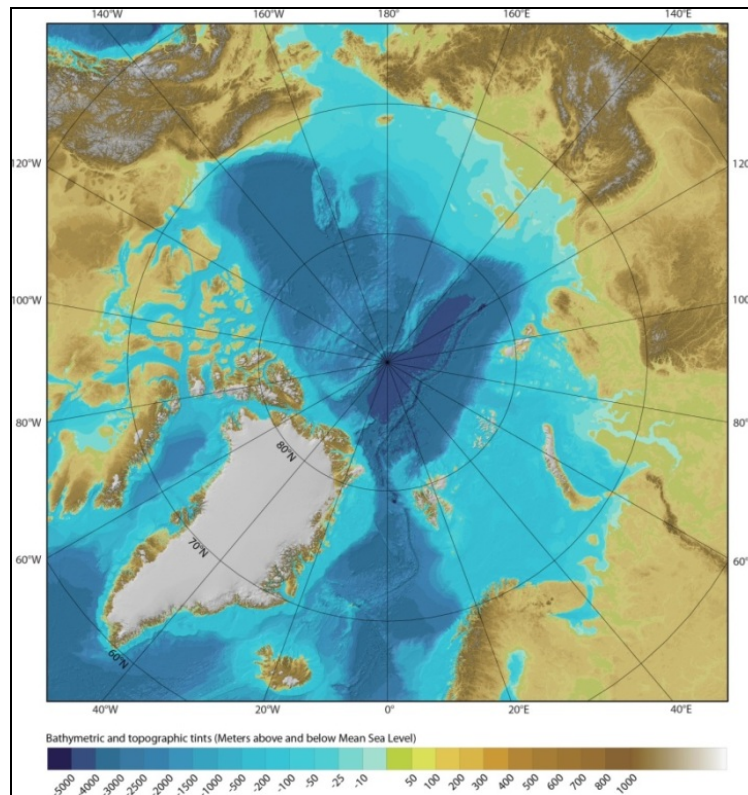 140°W 160°W 180° 160°E 140°E
120°W
100°W
100
80°W
80°
80°N
70°N
60°W
60°
60°N
40°W 20°W 0° 20°E 40°E
Bathymetric and topographic tints (Meters above and below Mean Sea Level)
-5000 -4000 -3000 -2500 -2000 -1500 -1000 -500 -200 -100 -50 -25 -10 50 100 200 300 400 500 600 700 800 1000